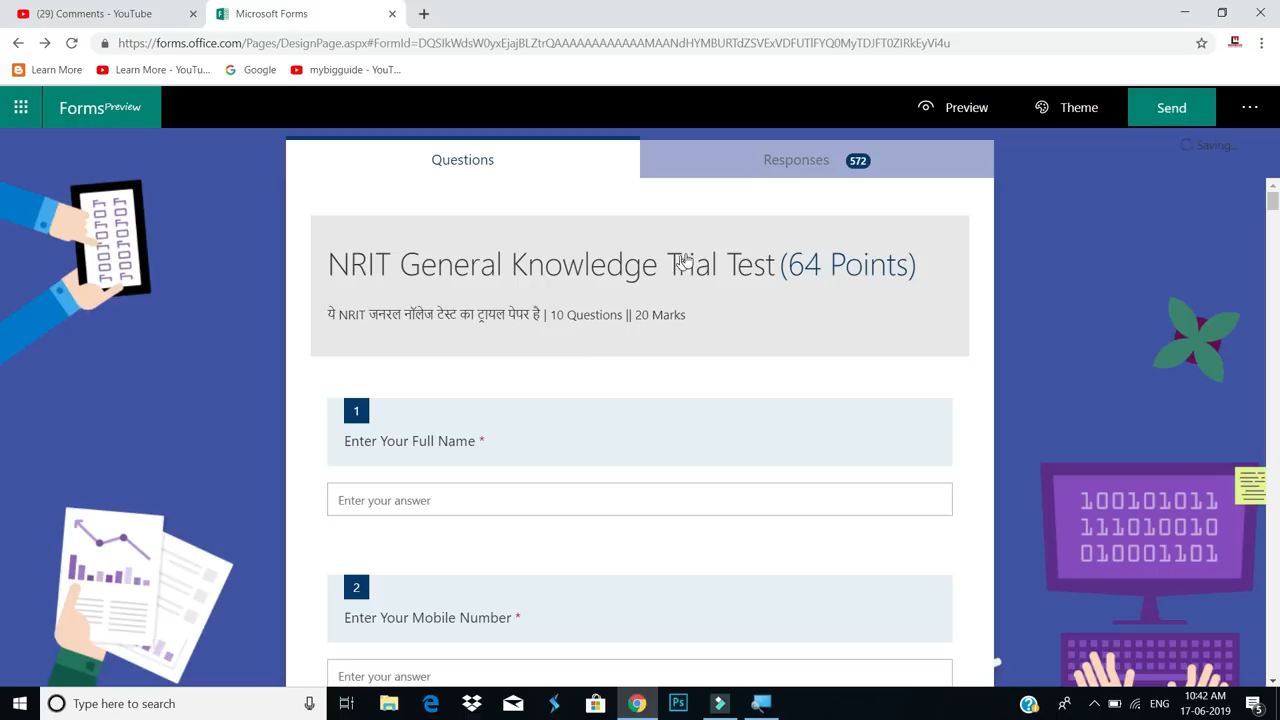 (29) Comments - YouTube
Microsoft Forms
https://forms.office.com/Pages/DesignPage.aspx#FormId=
Learn More
Learn More - YouTu...
Google
mybigguide - YouT...
Forms Preview
Preview
Theme
Send
Questions
Responses 572
Saving...
NRIT General Knowledge Trial Test (64 Points)
ये NRIT जनरल नॉलेज टेस्ट का ट्रायल पेपर है | 10 Questions || 20 Marks
1
Enter Your Full Name *
Enter your answer
2
Enter Your Mobile Number *
Enter your answer
100101011
111010010
010001101
Type here to search
Ps
ENG
10:42 AM
17-06-2019
5